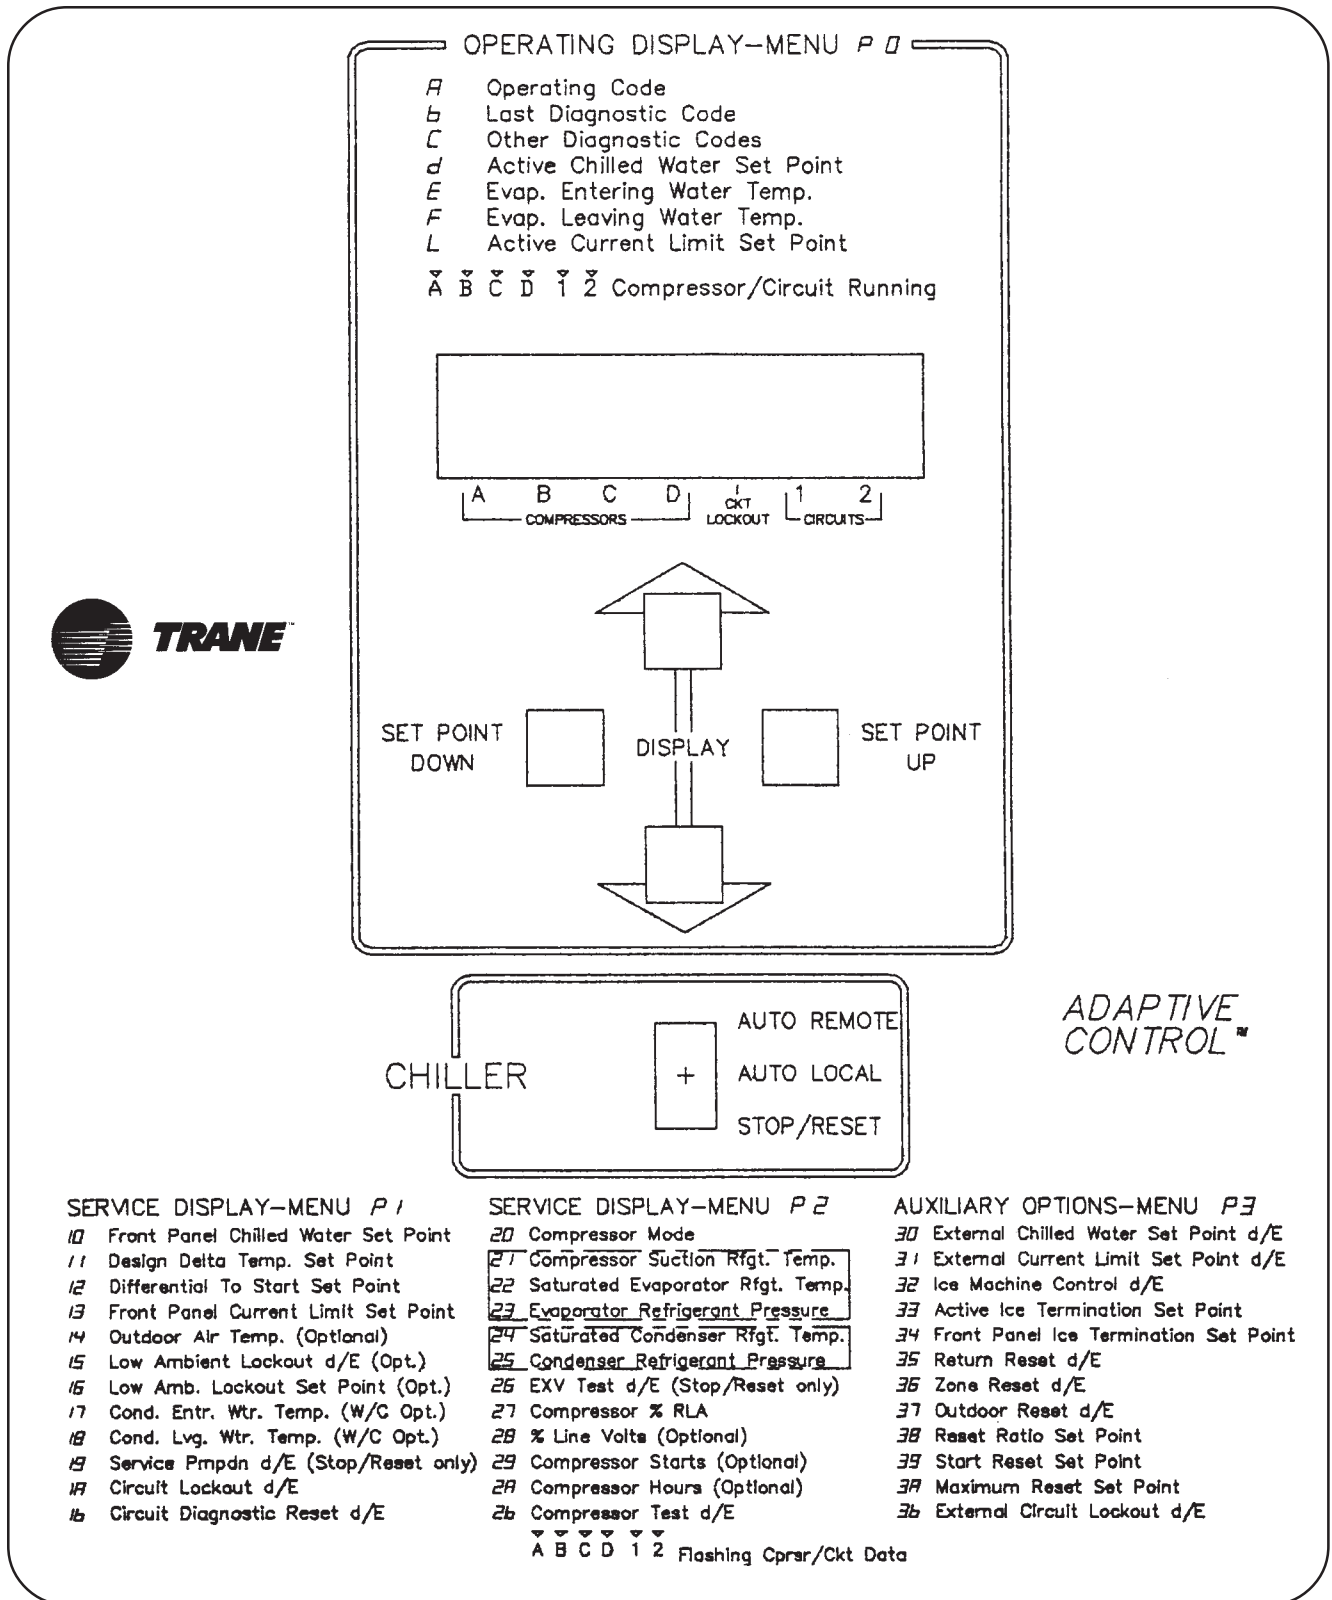 OPERATING DISPLAY-MENU P 0
A Operating Code
b Last Diagnostic Code
C Other Diagnostic Codes
d Active Chilled Water Set Point
E Evap. Entering Water Temp.
F Evap. Leaving Water Temp.
L Active Current Limit Set Point
A B C D 1 2 Compressor/Circuit Running
A B C D CKT LOCKOUT 1 2
COMPRESSORS CIRCUITS
TRANE™
SET POINT DOWN
DISPLAY
SET POINT UP
CHILLER
AUTO REMOTE
+ AUTO LOCAL
STOP/RESET
ADAPTIVE CONTROL™
SERVICE DISPLAY-MENU P 1
10 Front Panel Chilled Water Set Point
11 Design Delta Temp. Set Point
12 Differential To Start Set Point
13 Front Panel Current Limit Set Point
14 Outdoor Air Temp. (Optional)
15 Low Ambient Lockout d/E (Opt.)
16 Low Amb. Lockout Set Point (Opt.)
17 Cond. Entr. Wtr. Temp. (W/C Opt.)
18 Cond. Lvg. Wtr. Temp. (W/C Opt.)
19 Service Pmpdn d/E (Stop/Reset only)
1A Circuit Lockout d/E
1b Circuit Diagnostic Reset d/E
SERVICE DISPLAY-MENU P 2
20 Compressor Mode
21 Compressor Suction Rfgt. Temp.
22 Saturated Evaporator Rfgt. Temp.
23 Evaporator Refrigerant Pressure
24 Saturated Condenser Rfgt. Temp.
25 Condenser Refrigerant Pressure
26 EXV Test d/E (Stop/Reset only)
27 Compressor % RLA
28 % Line Volts (Optional)
29 Compressor Starts (Optional)
2A Compressor Hours (Optional)
2b Compressor Test d/E
A B C D 1 2 Flashing Cprsr/Ckt Data
AUXILIARY OPTIONS-MENU P3
30 External Chilled Water Set Point d/E
31 External Current Limit Set Point d/E
32 Ice Machine Control d/E
33 Active Ice Termination Set Point
34 Front Panel Ice Termination Set Point
35 Return Reset d/E
36 Zone Reset d/E
37 Outdoor Reset d/E
38 Reset Ratio Set Point
39 Start Reset Set Point
3A Maximum Reset Set Point
3b External Circuit Lockout d/E